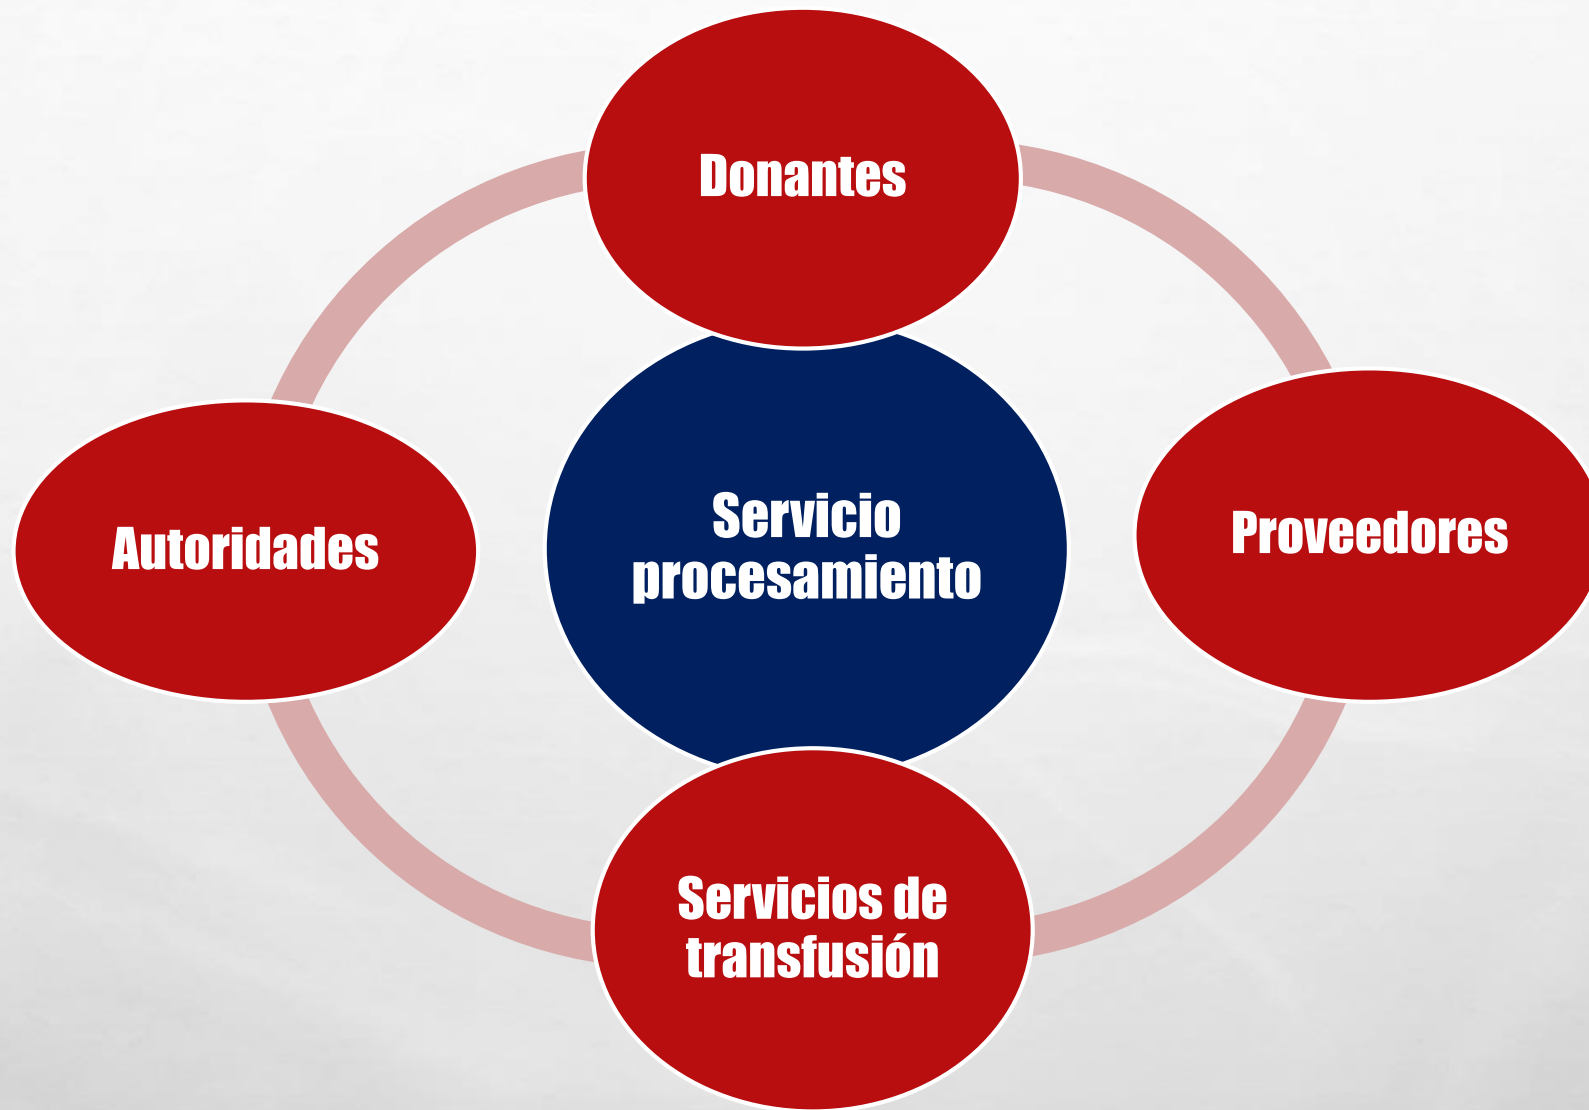 Donantes
Autoridades
Servicio
procesamiento
Proveedores
Servicios de
transfusión